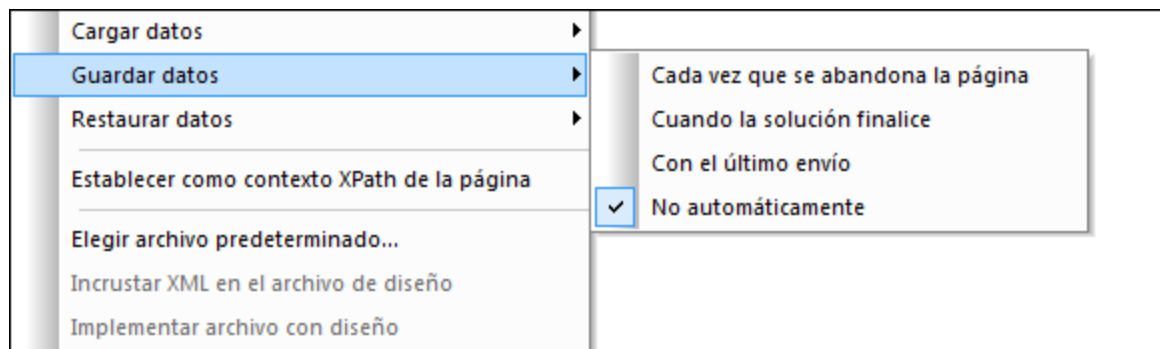 Cargar datos
Guardar datos
Restaurar datos
Establecer como contexto XPath de la página
Elegir archivo predeterminado...
Incrustar XML en el archivo de diseño
Implementar archivo con diseño
Cada vez que se abandona la página
Cuando la solución finalice
Con el último envío
No automáticamente